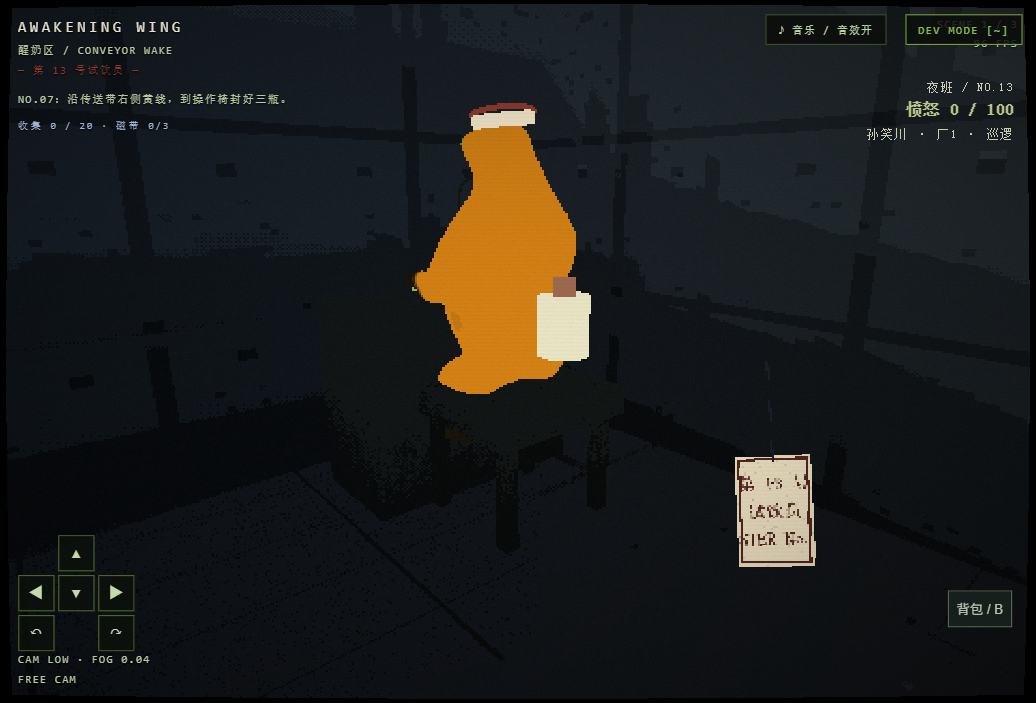 AWAKENING WING
醒奶区 / CONVEYOR WAKE
— 第 13 号试饮员 —
NO.07: 沿传送带右侧黄线, 到操作椅封好三瓶。
收集 0 / 20 · 磁带 0/3
♪ 音乐 / 音效开
DEV MODE [~]
夜班 / NO.13
愤怒 0 / 100
孙笑川 · 厂1 · 巡逻
背包 / B
CAM LOW · FOG 0.04
FREE CAM